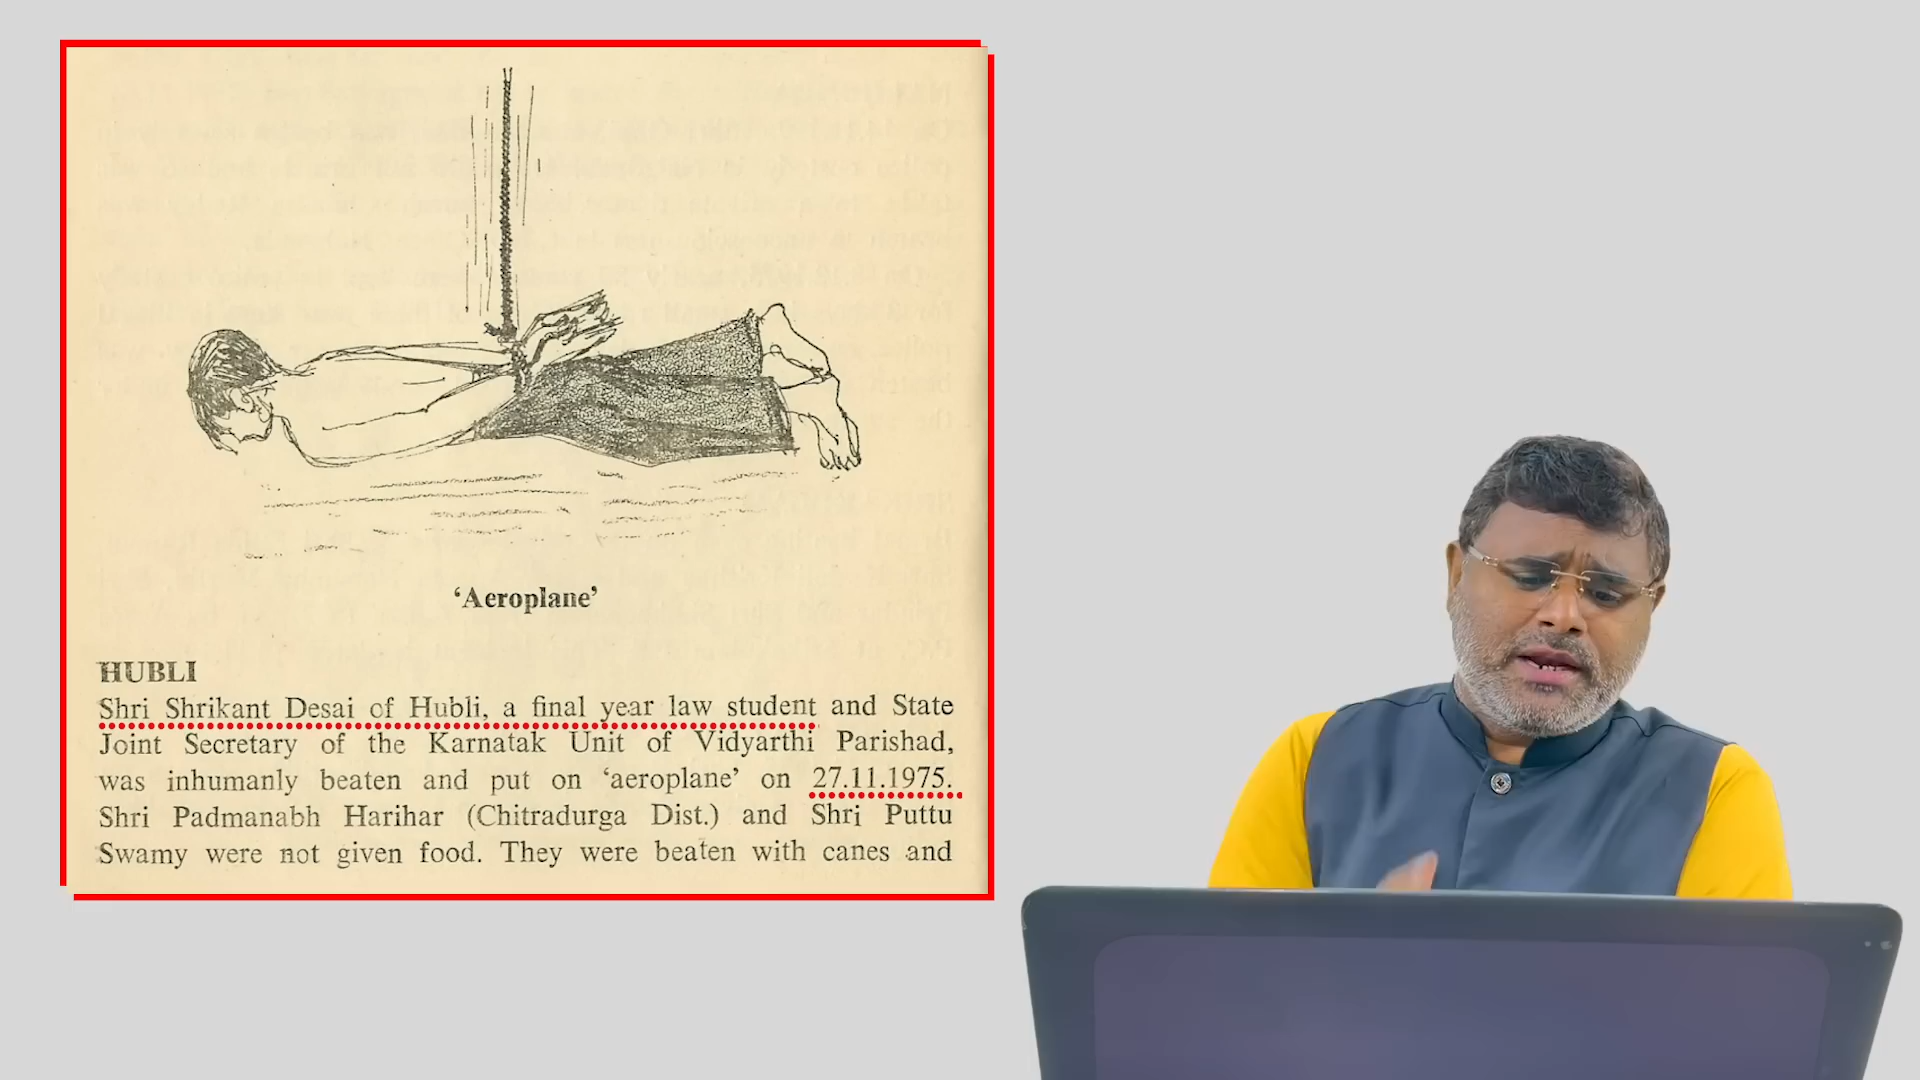 ‘Aeroplane’
HUBLI
Shri Shrikant Desai of Hubli, a final year law student and State
Joint Secretary of the Karnatak Unit of Vidyarthi Parishad,
was inhumanly beaten and put on ‘aeroplane’ on 27.11.1975.
Shri Padmanabh Harihar (Chitradurga Dist.) and Shri Puttu
Swamy were not given food. They were beaten with canes and